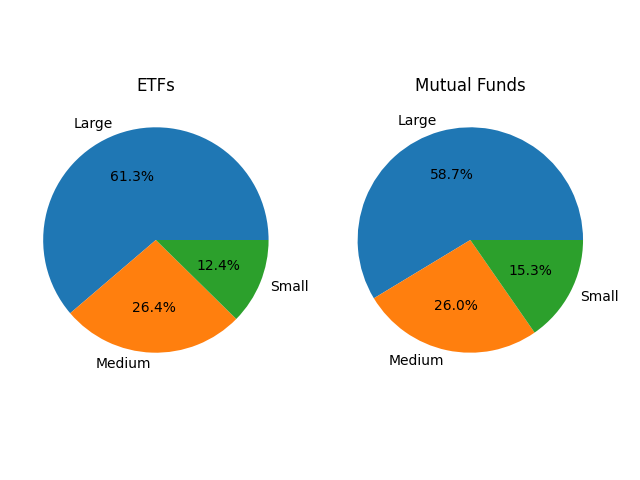 ETFs
Large
61.3%
12.4%
Small
26.4%
Medium
Mutual Funds
Large
58.7%
15.3%
Small
26.0%
Medium